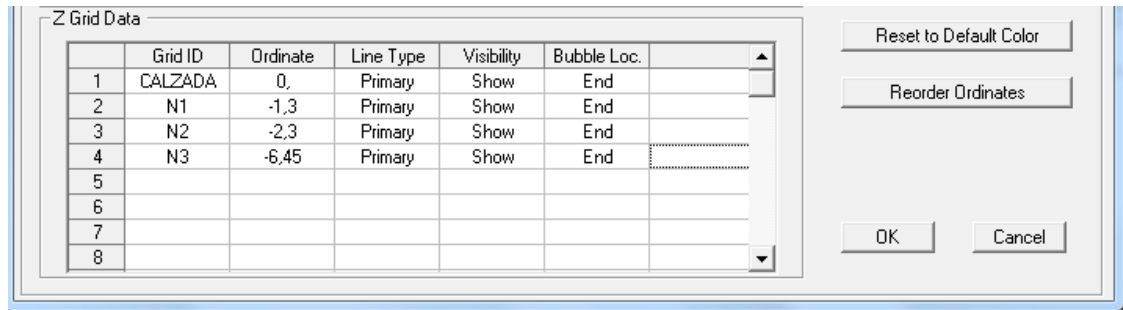 Z Grid Data
Grid ID Ordinate Line Type Visibility Bubble Loc.
1 CALZADA 0, Primary Show End
2 N1 -1,3 Primary Show End
3 N2 -2,3 Primary Show End
4 N3 -6,45 Primary Show End
5
6
7
8
Reset to Default Color
Reorder Ordinates
OK Cancel